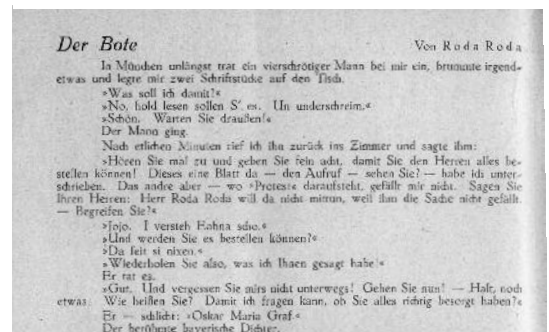 Der Bote
Von Roda Roda
In München unlängst trat ein vierschrötiger Mann bei mir ein, brummte irgend-
etwas und legte mir zwei Schriftstücke auf den Tisch.
»Was soll ich damit?«
»No, hold lesen sollen S' es. Un underschreim.«
»Schön. Warten Sie draußen!«
Der Mann ging.
Nach etlichen Minuten rief ich ihn zurück ins Zimmer und sagte ihm:
»Hören Sie mal zu und geben Sie fein acht, damit Sie den Herren alles be-
stellen können! Dieses eine Blatt da — den Aufruf — sehen Sie? — habe ich unter-
schrieben. Das andre aber — wo »Protest« daraufsteht, gefällt mir nicht. Sagen Sie
Ihren Herren: Herr Roda Roda will da nicht mittun, weil ihm die Sache nicht gefällt.
— Begreifen Sie?«
»Jojo. I versteh Eahna scho.«
»Und werden Sie es bestellen können?«
»Da feit si nixen.«
»Wiederholen Sie also, was ich Ihnen gesagt habe!«
Er tat es.
»Gut. Und vergessen Sie mirs nicht unterwegs! Gehen Sie nun! — Halt, noch
etwas: Wie heißen Sie? Damit ich fragen kann, ob Sie alles richtig besorgt haben?«
Er — schlicht: »Oskar Maria Graf.«
Der berühmte bayerische Dichter.